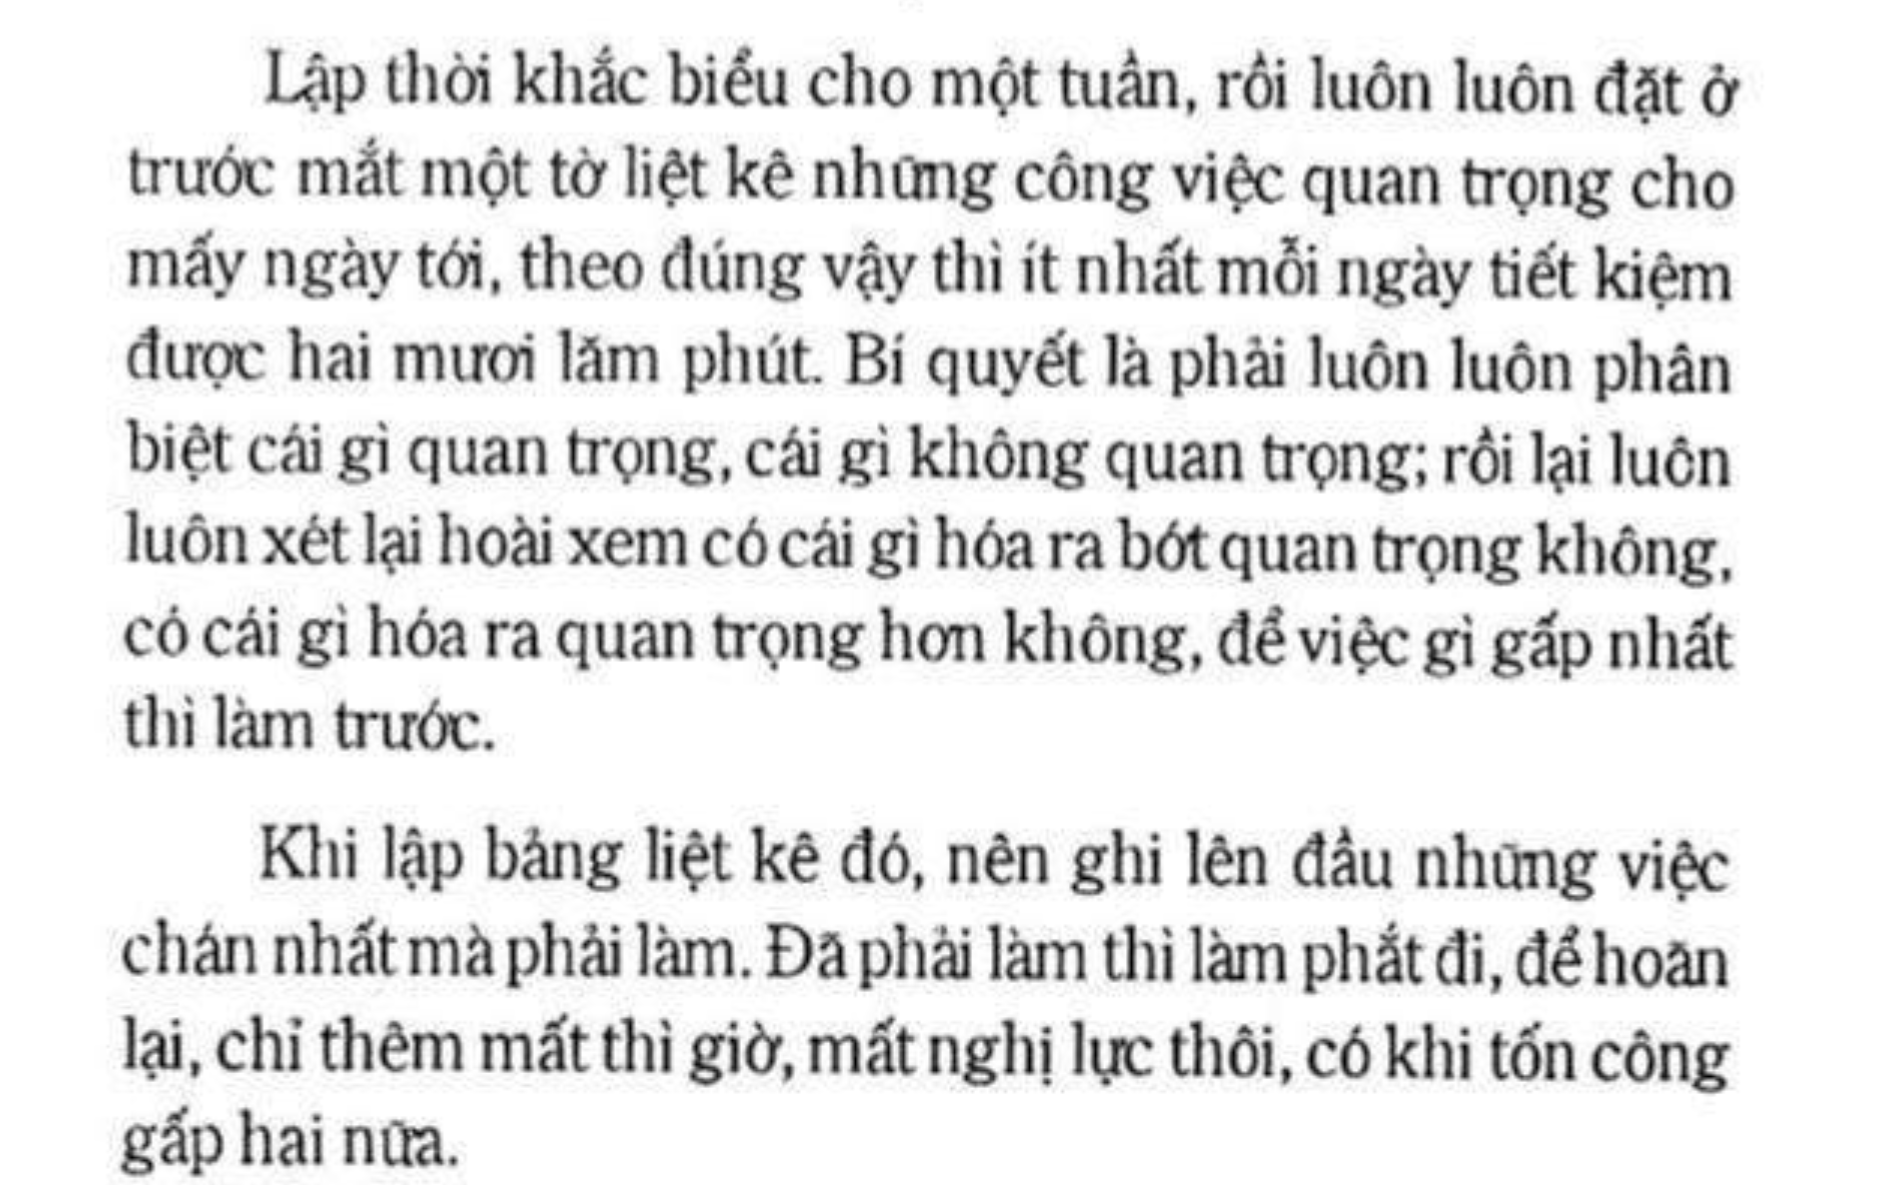 Lập thời khắc biểu cho một tuần, rồi luôn luôn đặt ở
trước mắt một tờ liệt kê những công việc quan trọng cho
mấy ngày tới, theo đúng vậy thì ít nhất mỗi ngày tiết kiệm
được hai mươi lăm phút. Bí quyết là phải luôn luôn phân
biệt cái gì quan trọng, cái gì không quan trọng; rồi lại luôn
luôn xét lại hoài xem có cái gì hóa ra bớt quan trọng không,
có cái gì hóa ra quan trọng hơn không, để việc gì gấp nhất
thì làm trước.
Khi lập bảng liệt kê đó, nên ghi lên đầu những việc
chán nhất mà phải làm. Đã phải làm thì làm phắt đi, để hoãn
lại, chỉ thêm mất thì giờ, mất nghị lực thôi, có khi tốn công
gấp hai nữa.